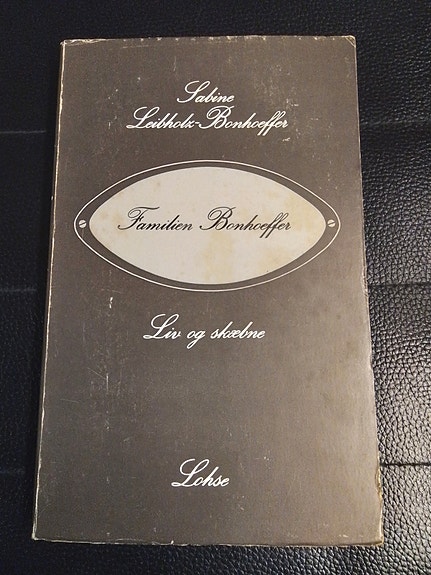 Sabine
Leibholz-Bonhoeffer
Familien Bonhoeffer
Liv og skæbne
Lohse